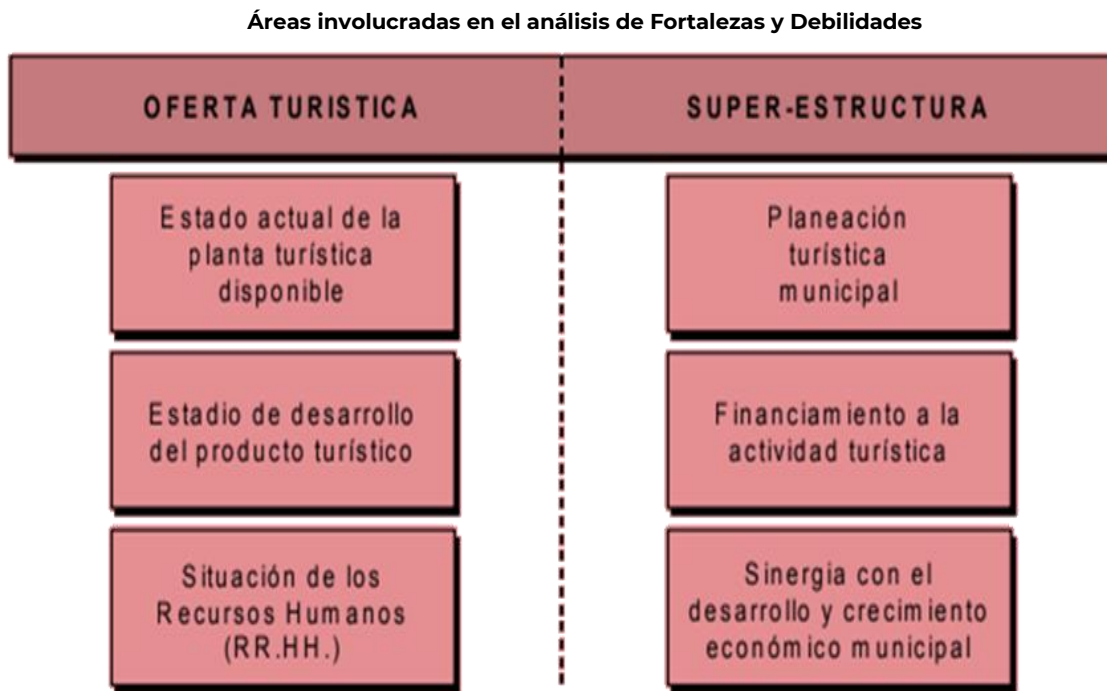 Áreas involucradas en el análisis de Fortalezas y Debilidades
OFERTA TURISTICA
Estado actual de la
planta turística
disponible
Estadio de desarrollo
del producto turístico
Situación de los
Recursos Humanos
(RR.HH.)
SUPER-ESTRUCTURA
Planeación
turística
municipal
Financiamiento a la
actividad turística
Sinergia con el
desarrollo y crecimiento
económico municipal